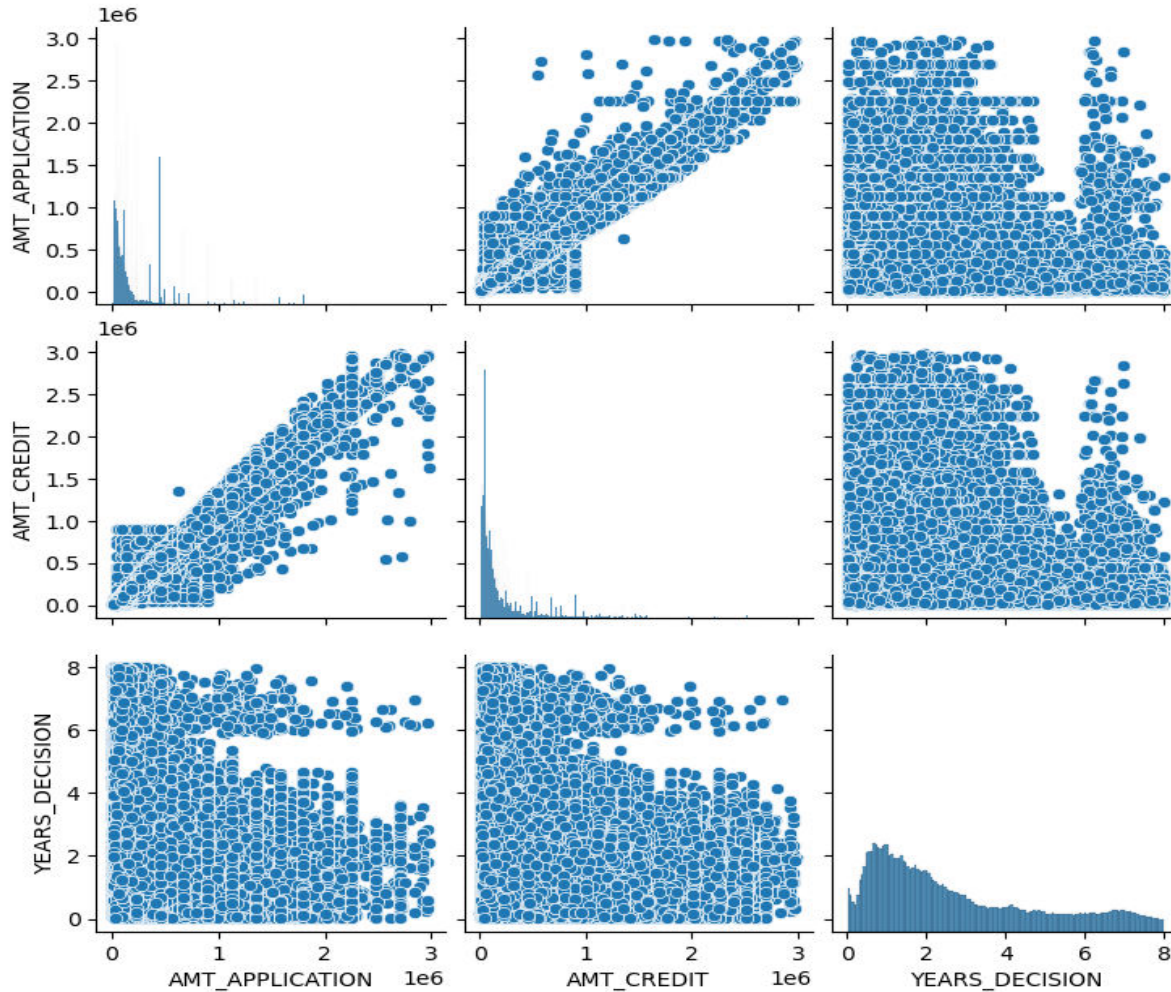 1e6
3.0
2.5
2.0
1.5
1.0
0.5
0.0
AMT_APPLICATION
1e6
3.0
2.5
2.0
1.5
1.0
0.5
0.0
AMT_CREDIT
8
6
4
2
0
YEARS_DECISION
0 1 2 3
1e6
AMT_APPLICATION
0 1 2 3
1e6
AMT_CREDIT
0 2 4 6 8
YEARS_DECISION